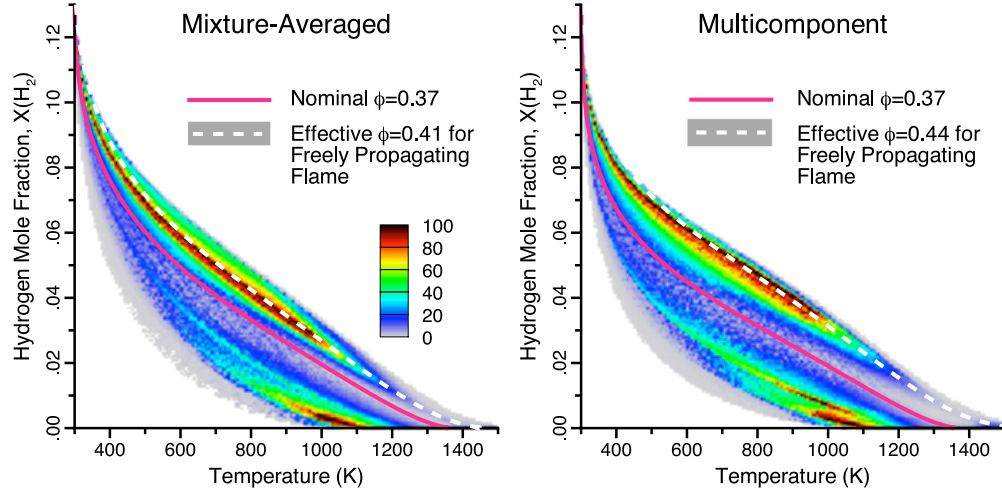 Mixture-Averaged
Hydrogen Mole Fraction, X(H₂)
.12
.10
.08
.06
.04
.02
.00
Nominal ϕ=0.37
Effective ϕ=0.41 for
Freely Propagating
Flame
100
80
60
40
20
0
400
600
800
1000
1200
1400
Temperature (K)
Multicomponent
Hydrogen Mole Fraction, X(H₂)
.12
.10
.08
.06
.04
.02
.00
Nominal ϕ=0.37
Effective ϕ=0.44 for
Freely Propagating
Flame
400
600
800
1000
1200
1400
Temperature (K)